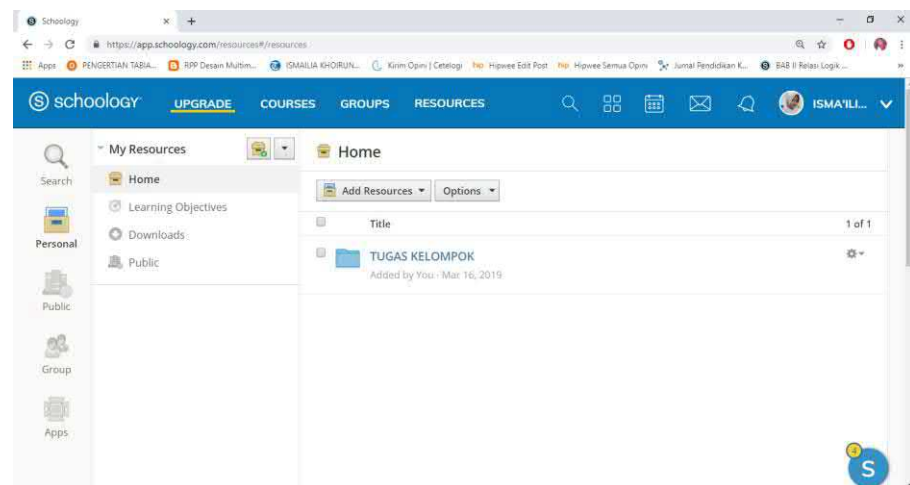 Schoology
https://app.schoology.com/resources#/resources
Apps PENGERTIAN TABIA... RPP Desain Multim... ISMAILIA KHOIRUN... Kirim Opini | Cetelogi hip Hipwee Edit Post hip Hipwee Semua Opini Jurnal Pendidikan K... BAB II Relasi Logik ...
S schoology UPGRADE COURSES GROUPS RESOURCES ISMA'ILI...
Search
Personal
Public
Group
Apps
My Resources
Home
Learning Objectives
Downloads
Public
Home
Add Resources Options
Title 1 of 1
TUGAS KELOMPOK
Added by You · Mar 16, 2019
4
S